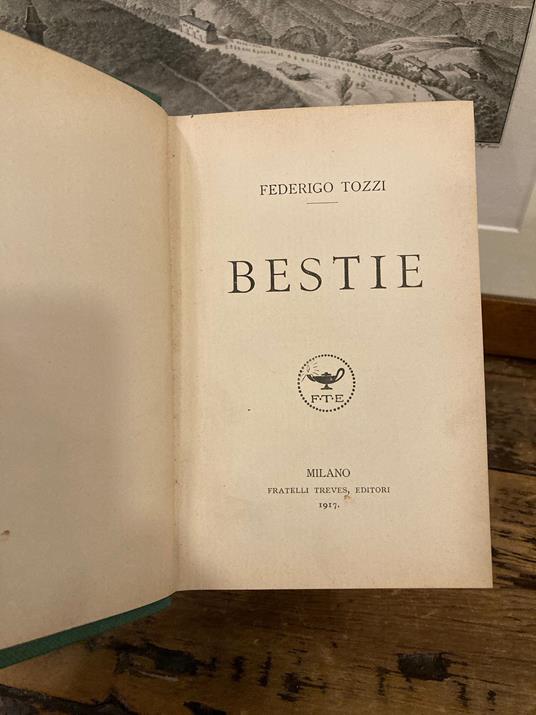 FEDERIGO TOZZI
BESTIE
F·T·E
MILANO
FRATELLI TREVES, EDITORI
1917.